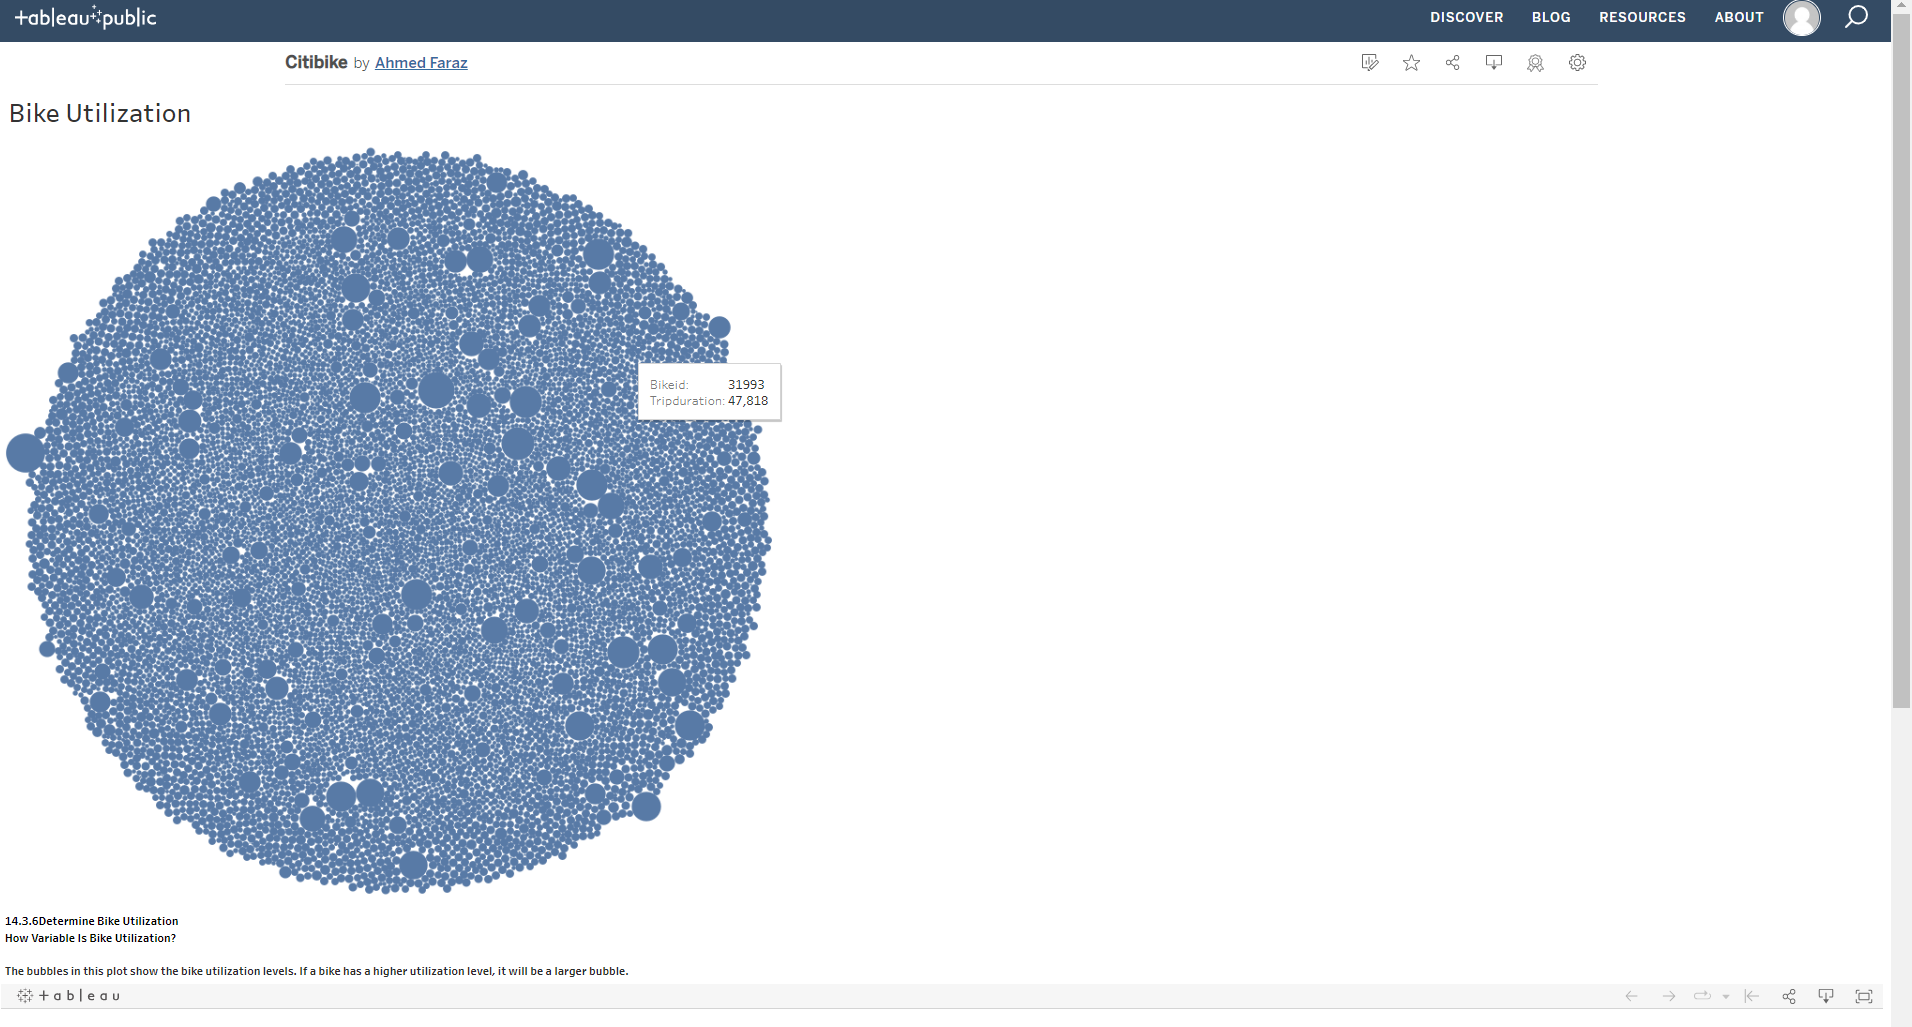 +ableau public
DISCOVER BLOG RESOURCES ABOUT
Citibike by Ahmed Faraz
Bike Utilization
Bikeid: 31993
Tripduration: 47,818
14.3.6Determine Bike Utilization
How Variable Is Bike Utilization?
The bubbles in this plot show the bike utilization levels. If a bike has a higher utilization level, it will be a larger bubble.
+ableau